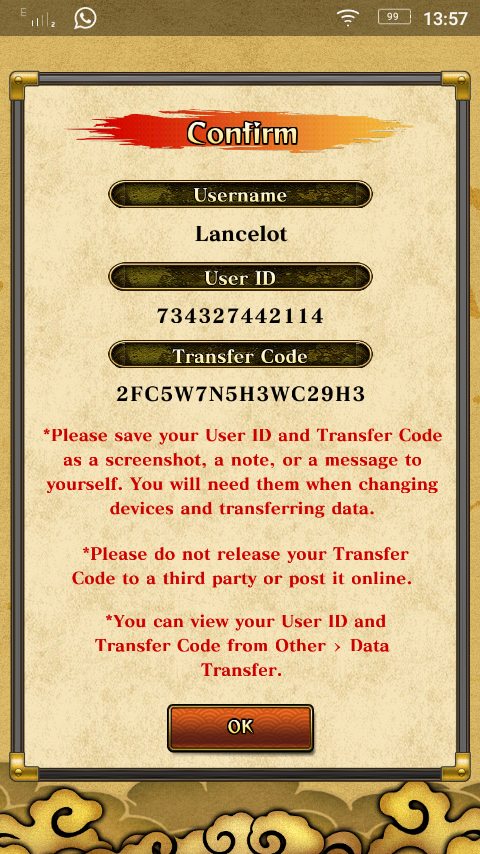 E
2
99
13:57
Confirm
Username
Lancelot
User ID
734327442114
Transfer Code
2FC5W7N5H3WC29H3
*Please save your User ID and Transfer Code
as a screenshot, a note, or a message to
yourself. You will need them when changing
devices and transferring data.
*Please do not release your Transfer
Code to a third party or post it online.
*You can view your User ID and
Transfer Code from Other > Data
Transfer.
OK